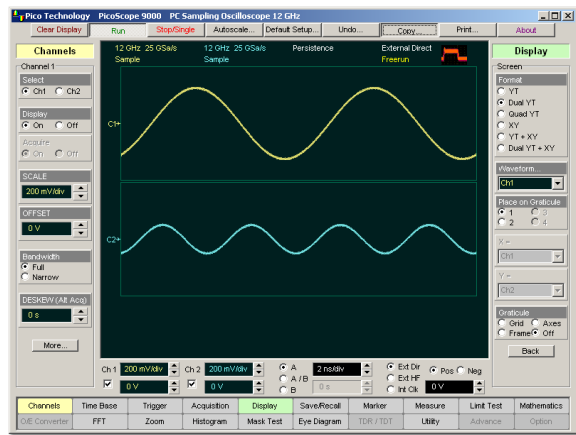 Pico Technology PicoScope 9000 PC Sampling Oscilloscope 12 GHz
Clear Display Run Stop/Single Autoscale... Default Setup... Undo... Copy... Print... About
Channels
Channel 1
Select
Ch1 Ch2
Display
On Off
Acquire
On Off
SCALE
200 mV/div
OFFSET
0 V
Bandwidth
Full
Narrow
DESKEW (Alt Acq)
0 s
More...
12 GHz 25 GSa/s 12 GHz 25 GSa/s Persistence External Direct
Sample Sample Freerun
C1+
C2+
Display
Screen
Format
YT
Dual YT
Quad YT
XY
YT + XY
Dual YT + XY
Waveform...
Ch1
Place on Graticule
1 3
2 4
X =
Ch1
Y =
Ch2
Graticule
Grid Axes
Frame Off
Back
Ch 1 200 mV/div Ch 2 200 mV/div A 2 ns/div Ext Dir Pos Neg
A / B Ext HF
0 V 0 V B 0 s Int Clk 0 V
Channels Time Base Trigger Acquisition Display Save/Recall Marker Measure Limit Test Mathematics
O/E Converter FFT Zoom Histogram Mask Test Eye Diagram TDR / TDT Utility Advance Option